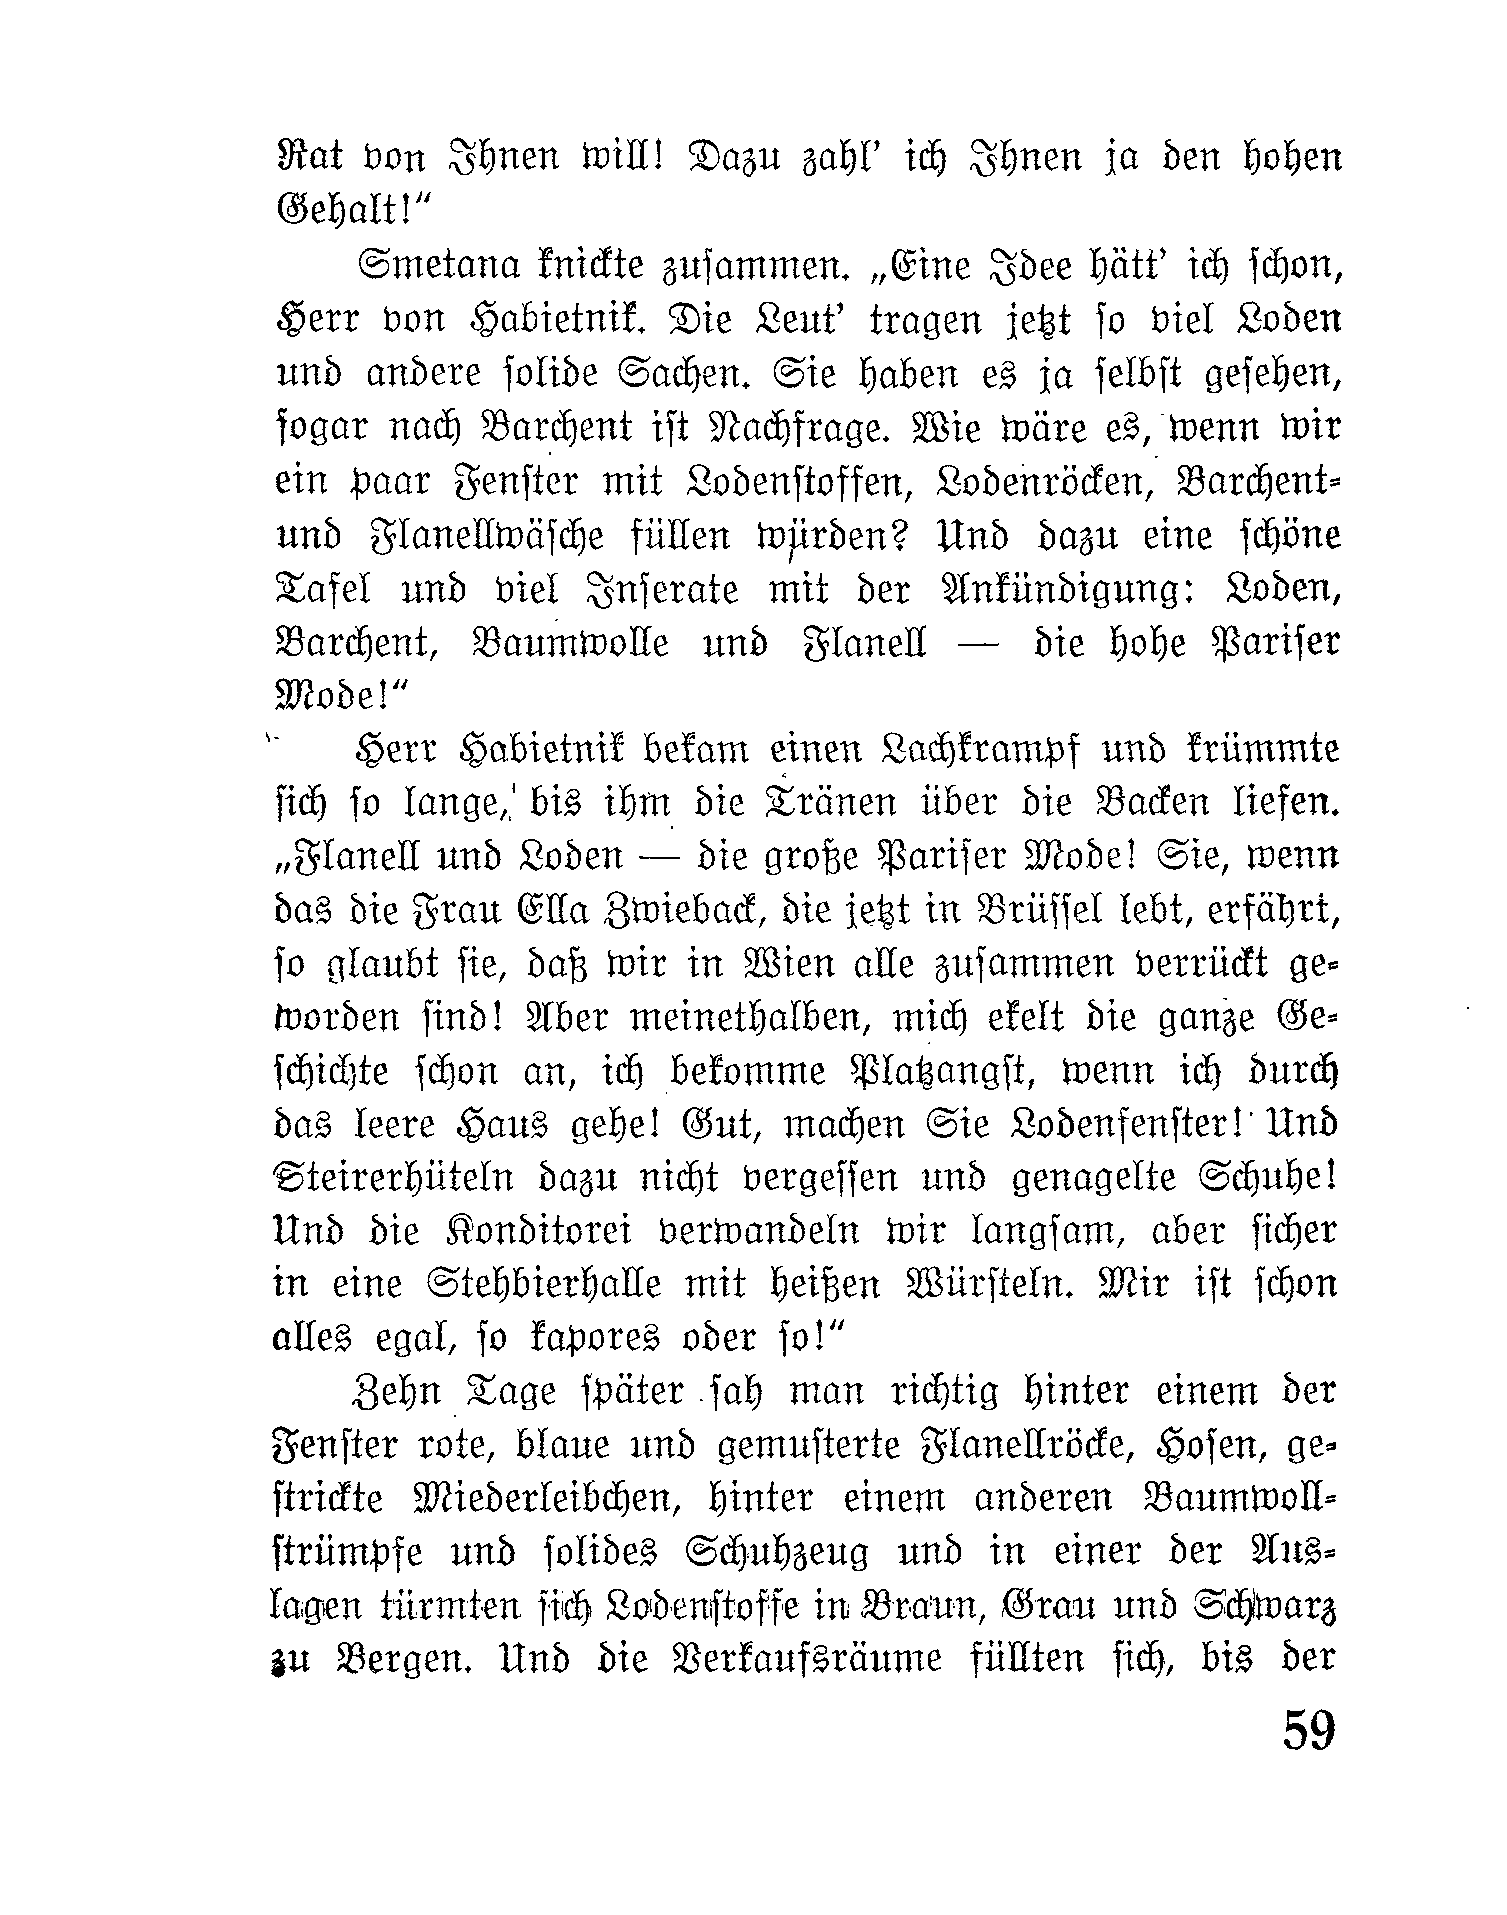 Rat von Ihnen will! Dazu zahl’ ich Ihnen ja den hohen
Gehalt!“
Smetana knickte zusammen. „Eine Idee hätt’ ich schon,
Herr von Habietnik. Die Leut’ tragen jetzt so viel Loden
und andere solide Sachen. Sie haben es ja selbst gesehen,
sogar nach Barchent ist Nachfrage. Wie wäre es, wenn wir
ein paar Fenster mit Lodenstoffen, Lodenröcken, Barchent-
und Flanellwäsche füllen würden? Und dazu eine schöne
Tafel und viel Inserate mit der Ankündigung: Loden,
Barchent, Baumwolle und Flanell — die hohe Pariser
Mode!“
Herr Habietnik bekam einen Lachkrampf und krümmte
sich so lange, bis ihm die Tränen über die Backen liefen.
„Flanell und Loden — die große Pariser Mode! Sie, wenn
das die Frau Ella Zwieback, die jetzt in Brüssel lebt, erfährt,
so glaubt sie, daß wir in Wien alle zusammen verrückt ge-
worden sind! Aber meinethalben, mich ekelt die ganze Ge-
schichte schon an, ich bekomme Platzangst, wenn ich durch
das leere Haus gehe! Gut, machen Sie Lodenfenster! Und
Steirerhüteln dazu nicht vergessen und genagelte Schuhe!
Und die Konditorei verwandeln wir langsam, aber sicher
in eine Stehbierhalle mit heißen Würsteln. Mir ist schon
alles egal, so kapores oder so!“
Zehn Tage später sah man richtig hinter einem der
Fenster rote, blaue und gemusterte Flanellröcke, Hosen, ge-
strickte Miederleibchen, hinter einem anderen Baumwoll-
strümpfe und solides Schuhzeug und in einer der Aus-
lagen türmten sich Lodenstoffe in Braun, Grau und Schwarz
zu Bergen. Und die Verkaufsräume füllten sich, bis der
59